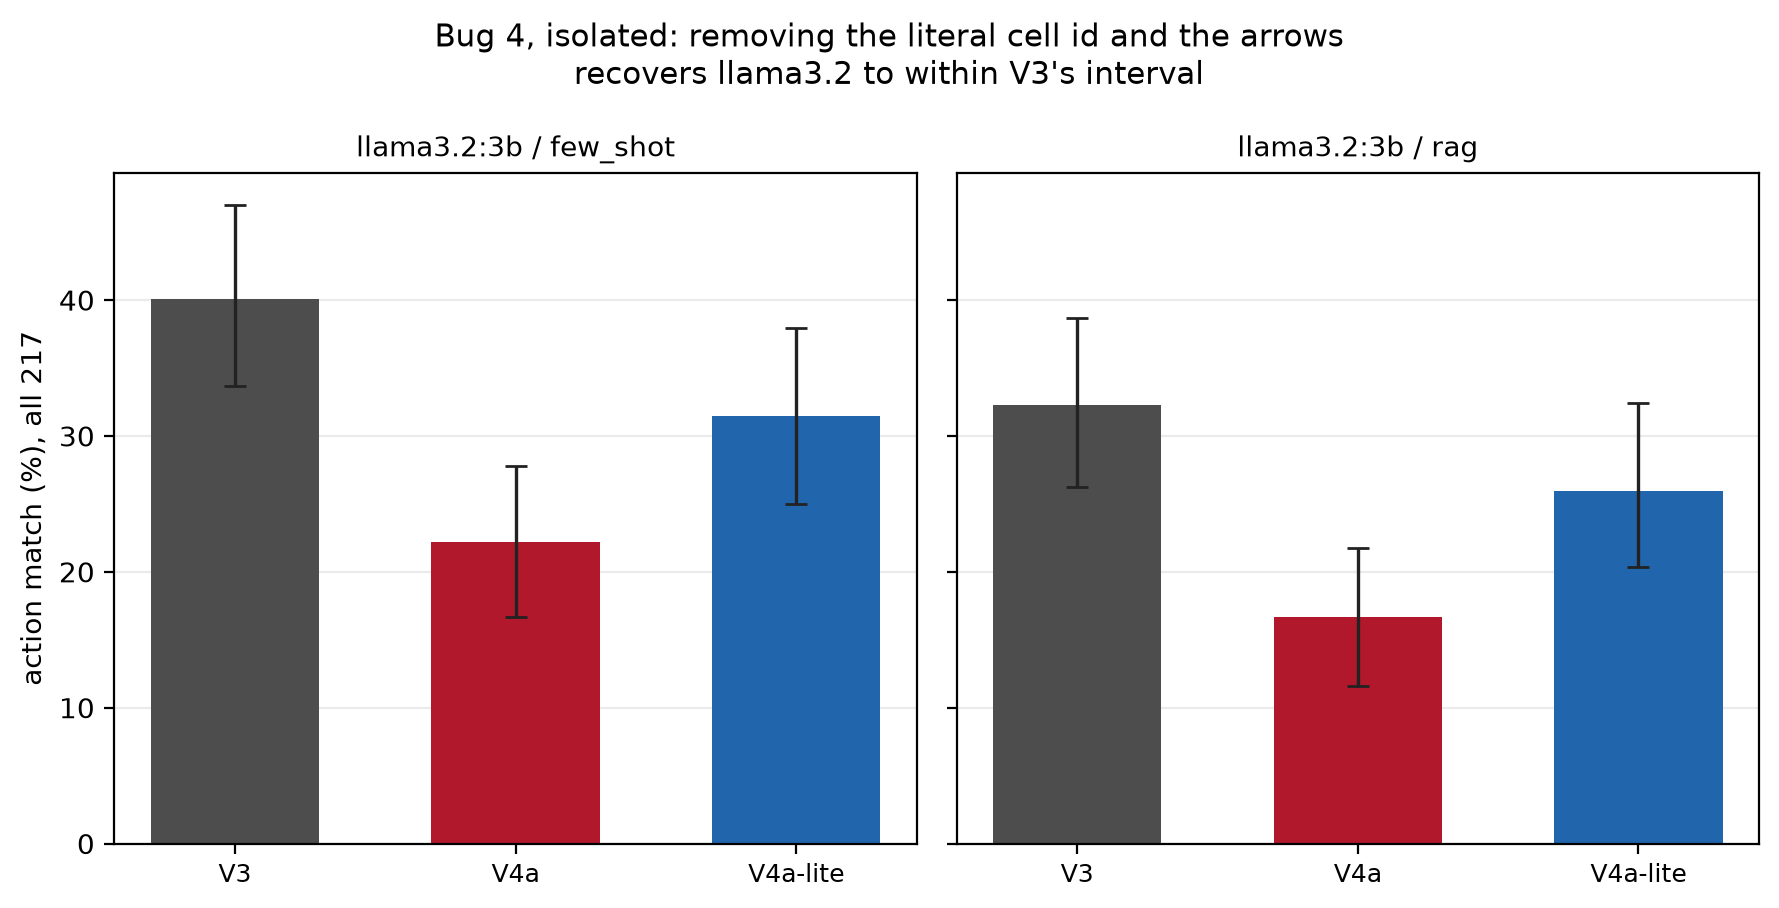 Bug 4, isolated: removing the literal cell id and the arrows
recovers llama3.2 to within V3's interval
llama3.2:3b / few_shot
llama3.2:3b / rag
action match (%), all 217
40
30
20
10
0
V3
V4a
V4a-lite
V3
V4a
V4a-lite